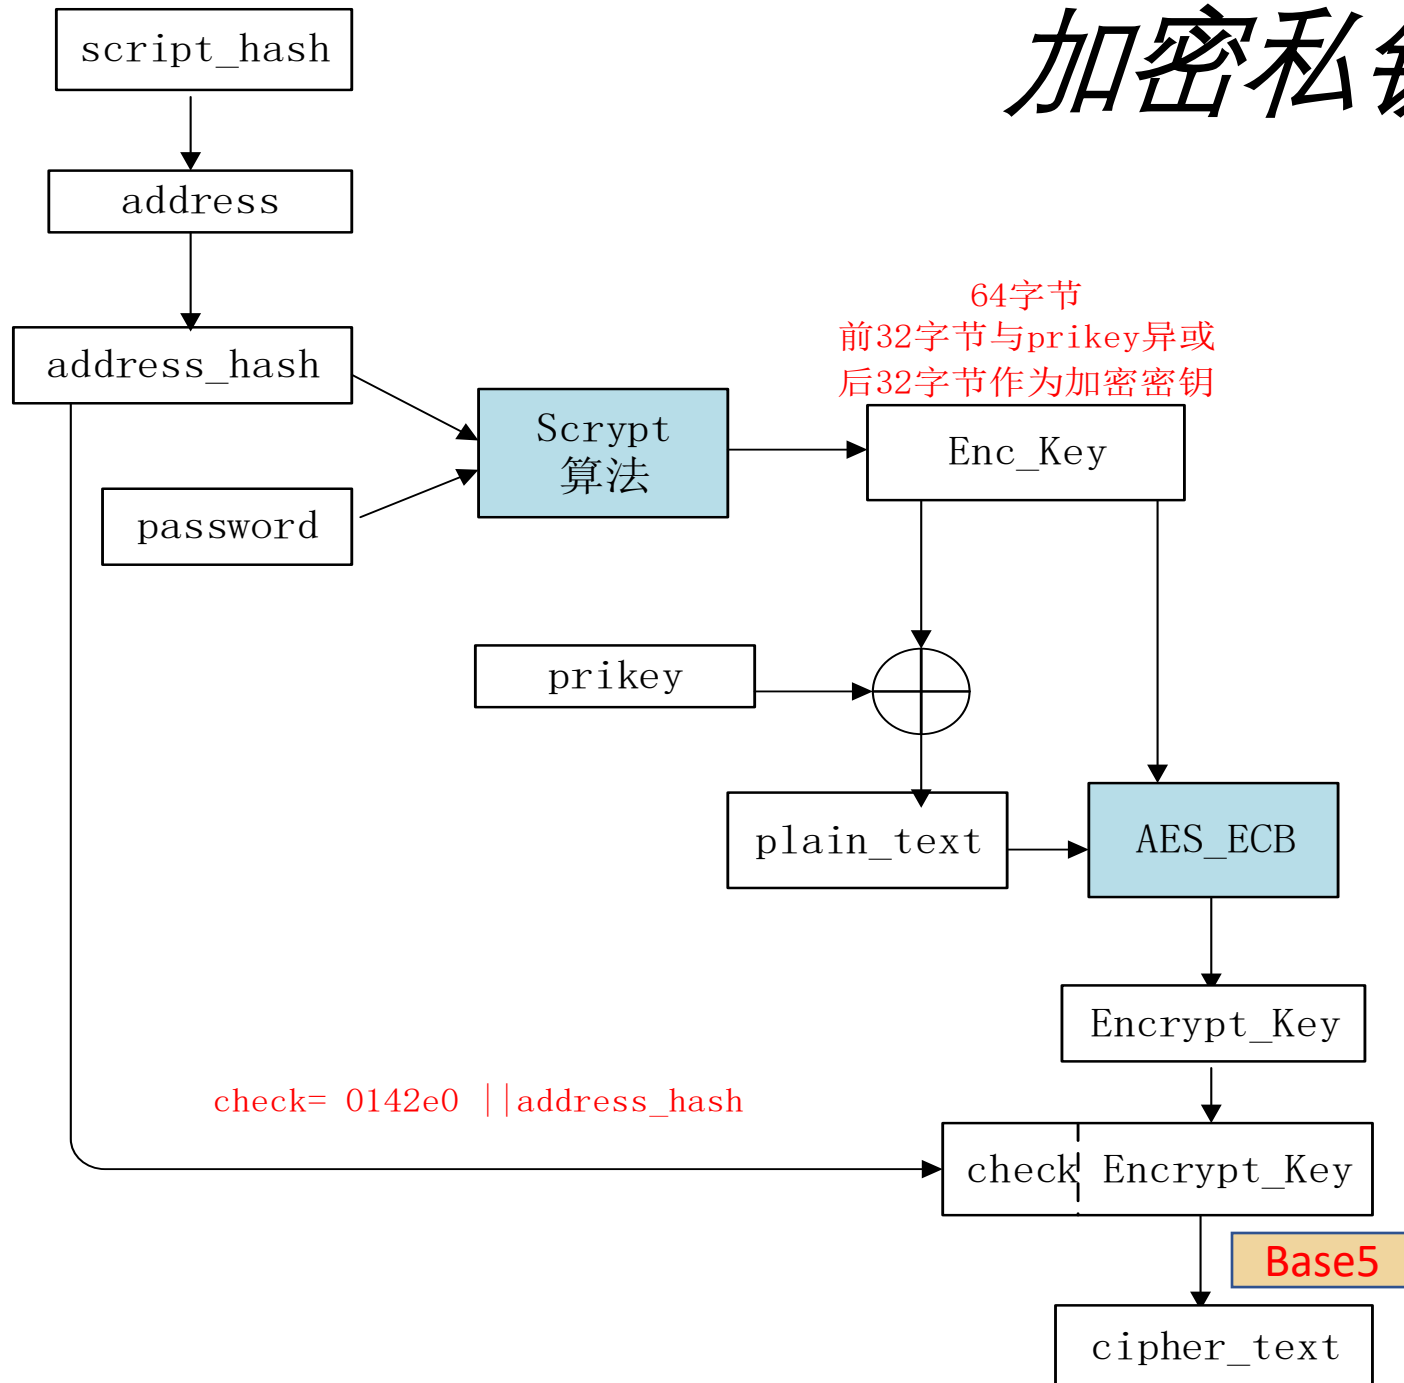 加密私
script_hash
address
64字节
前32字节与prikey异或
后32字节作为加密密钥
address_hash
Scrypt
算法
Enc_Key
password
prikey
plain_text
AES_ECB
Encrypt_Key
check= 0142e0 ||address_hash
check Encrypt_Key
Base5
cipher_text